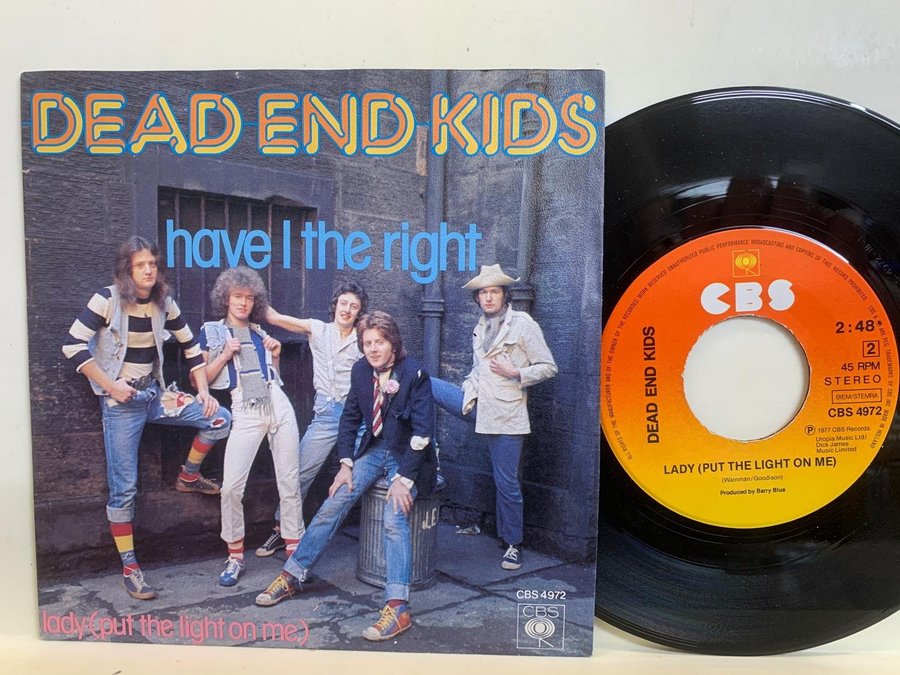 DEAD END KIDS
have I the right
CBS 4972
CBS
lady (put the light on me)
CBS
2:48
2
45 RPM
STEREO
BIEM/STEMRA
CBS 4972
DEAD END KIDS
℗ 1977 CBS Records
Utopia Music Ltd/
Dick James
Music Limited
LADY (PUT THE LIGHT ON ME)
(Wainman/Goodison)
Produced by Barry Blue